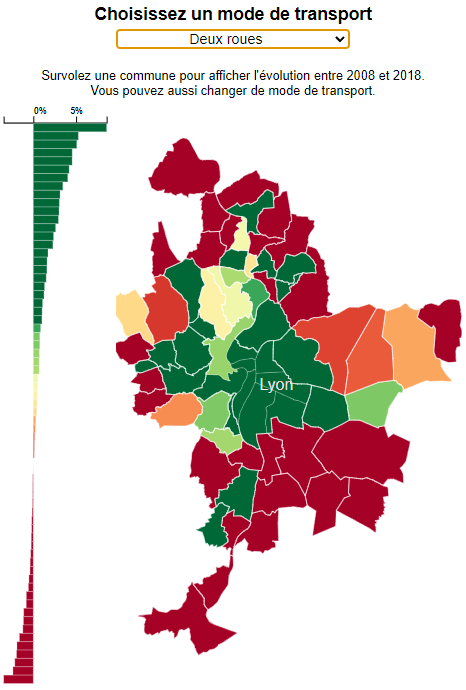 Choisissez un mode de transport
Deux roues
Survolez une commune pour afficher l'évolution entre 2008 et 2018.
Vous pouvez aussi changer de mode de transport.
0% 5%
Lyon